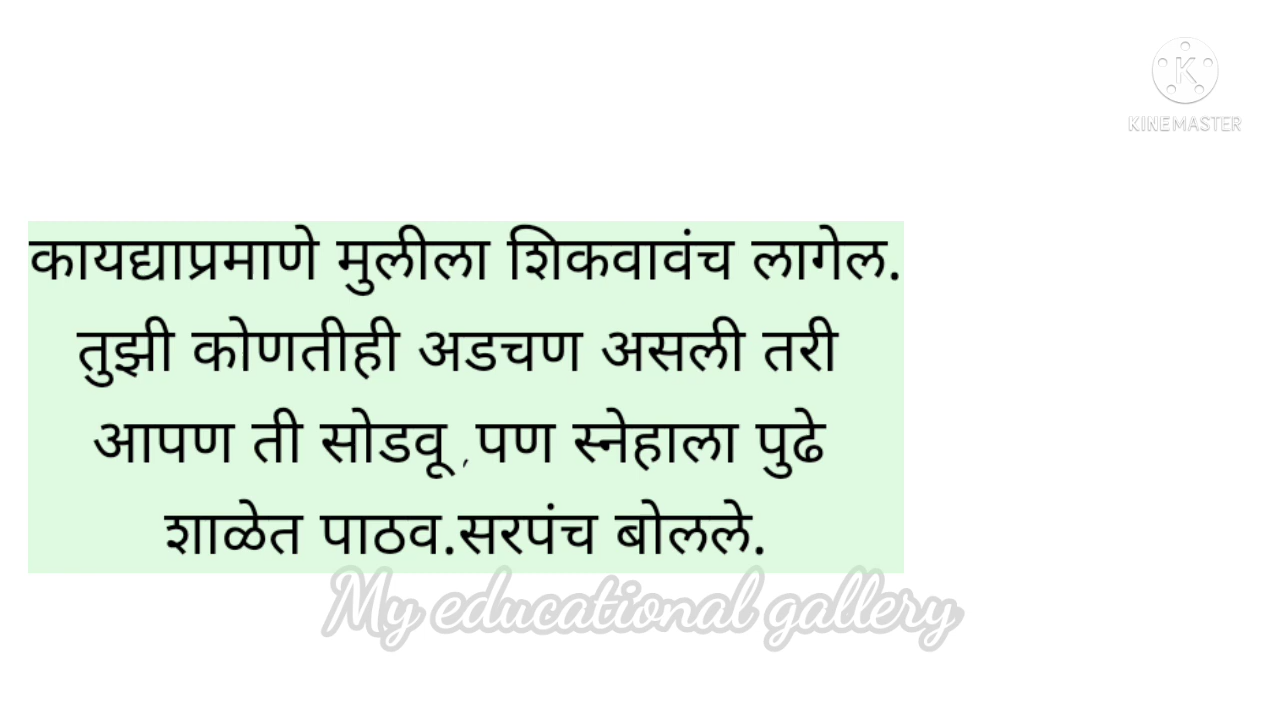 KINEMASTER
कायद्याप्रमाणे मुलीला शिकवावंच लागेल.
तुझी कोणतीही अडचण असली तरी
आपण ती सोडवू ,पण स्नेहाला पुढे
शाळेत पाठव.सरपंच बोलले.
My educational gallery